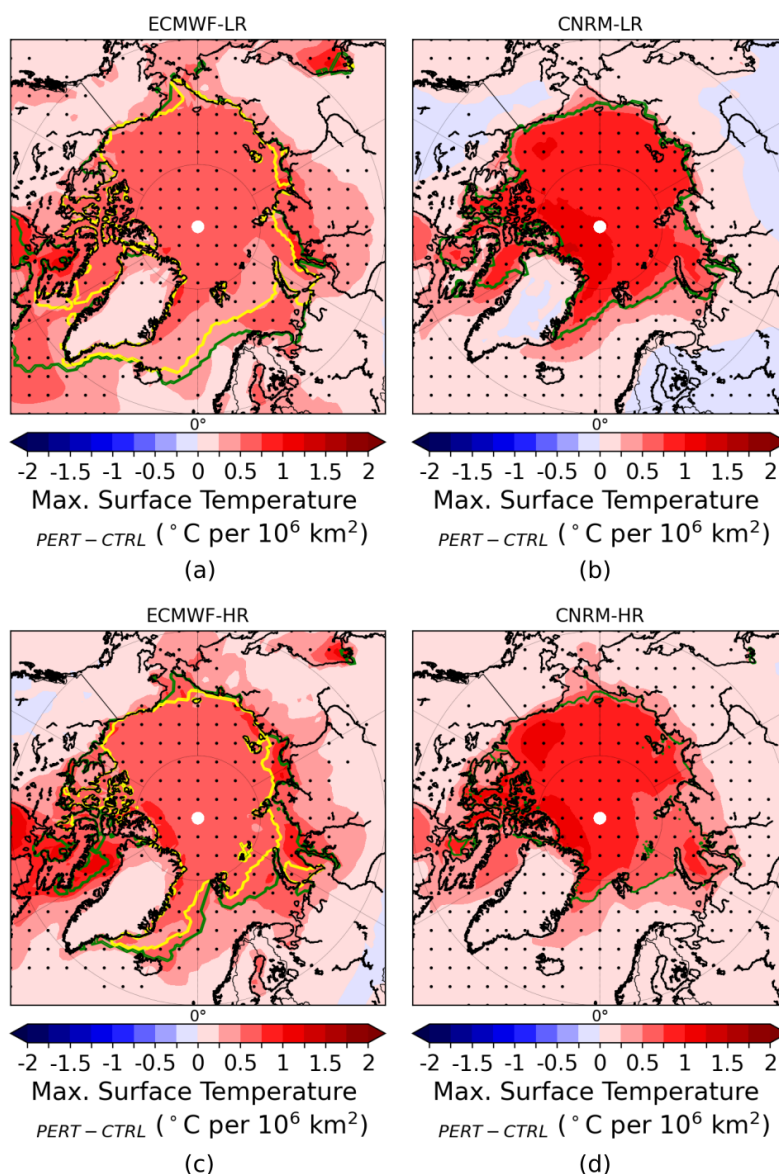 ECMWF-LR
0°
-2 -1.5 -1 -0.5 0 0.5 1 1.5 2
Max. Surface Temperature
PERT−CTRL (°C per 10⁶ km²)
(a)
CNRM-LR
0°
-2 -1.5 -1 -0.5 0 0.5 1 1.5 2
Max. Surface Temperature
PERT−CTRL (°C per 10⁶ km²)
(b)
ECMWF-HR
0°
-2 -1.5 -1 -0.5 0 0.5 1 1.5 2
Max. Surface Temperature
PERT−CTRL (°C per 10⁶ km²)
(c)
CNRM-HR
0°
-2 -1.5 -1 -0.5 0 0.5 1 1.5 2
Max. Surface Temperature
PERT−CTRL (°C per 10⁶ km²)
(d)